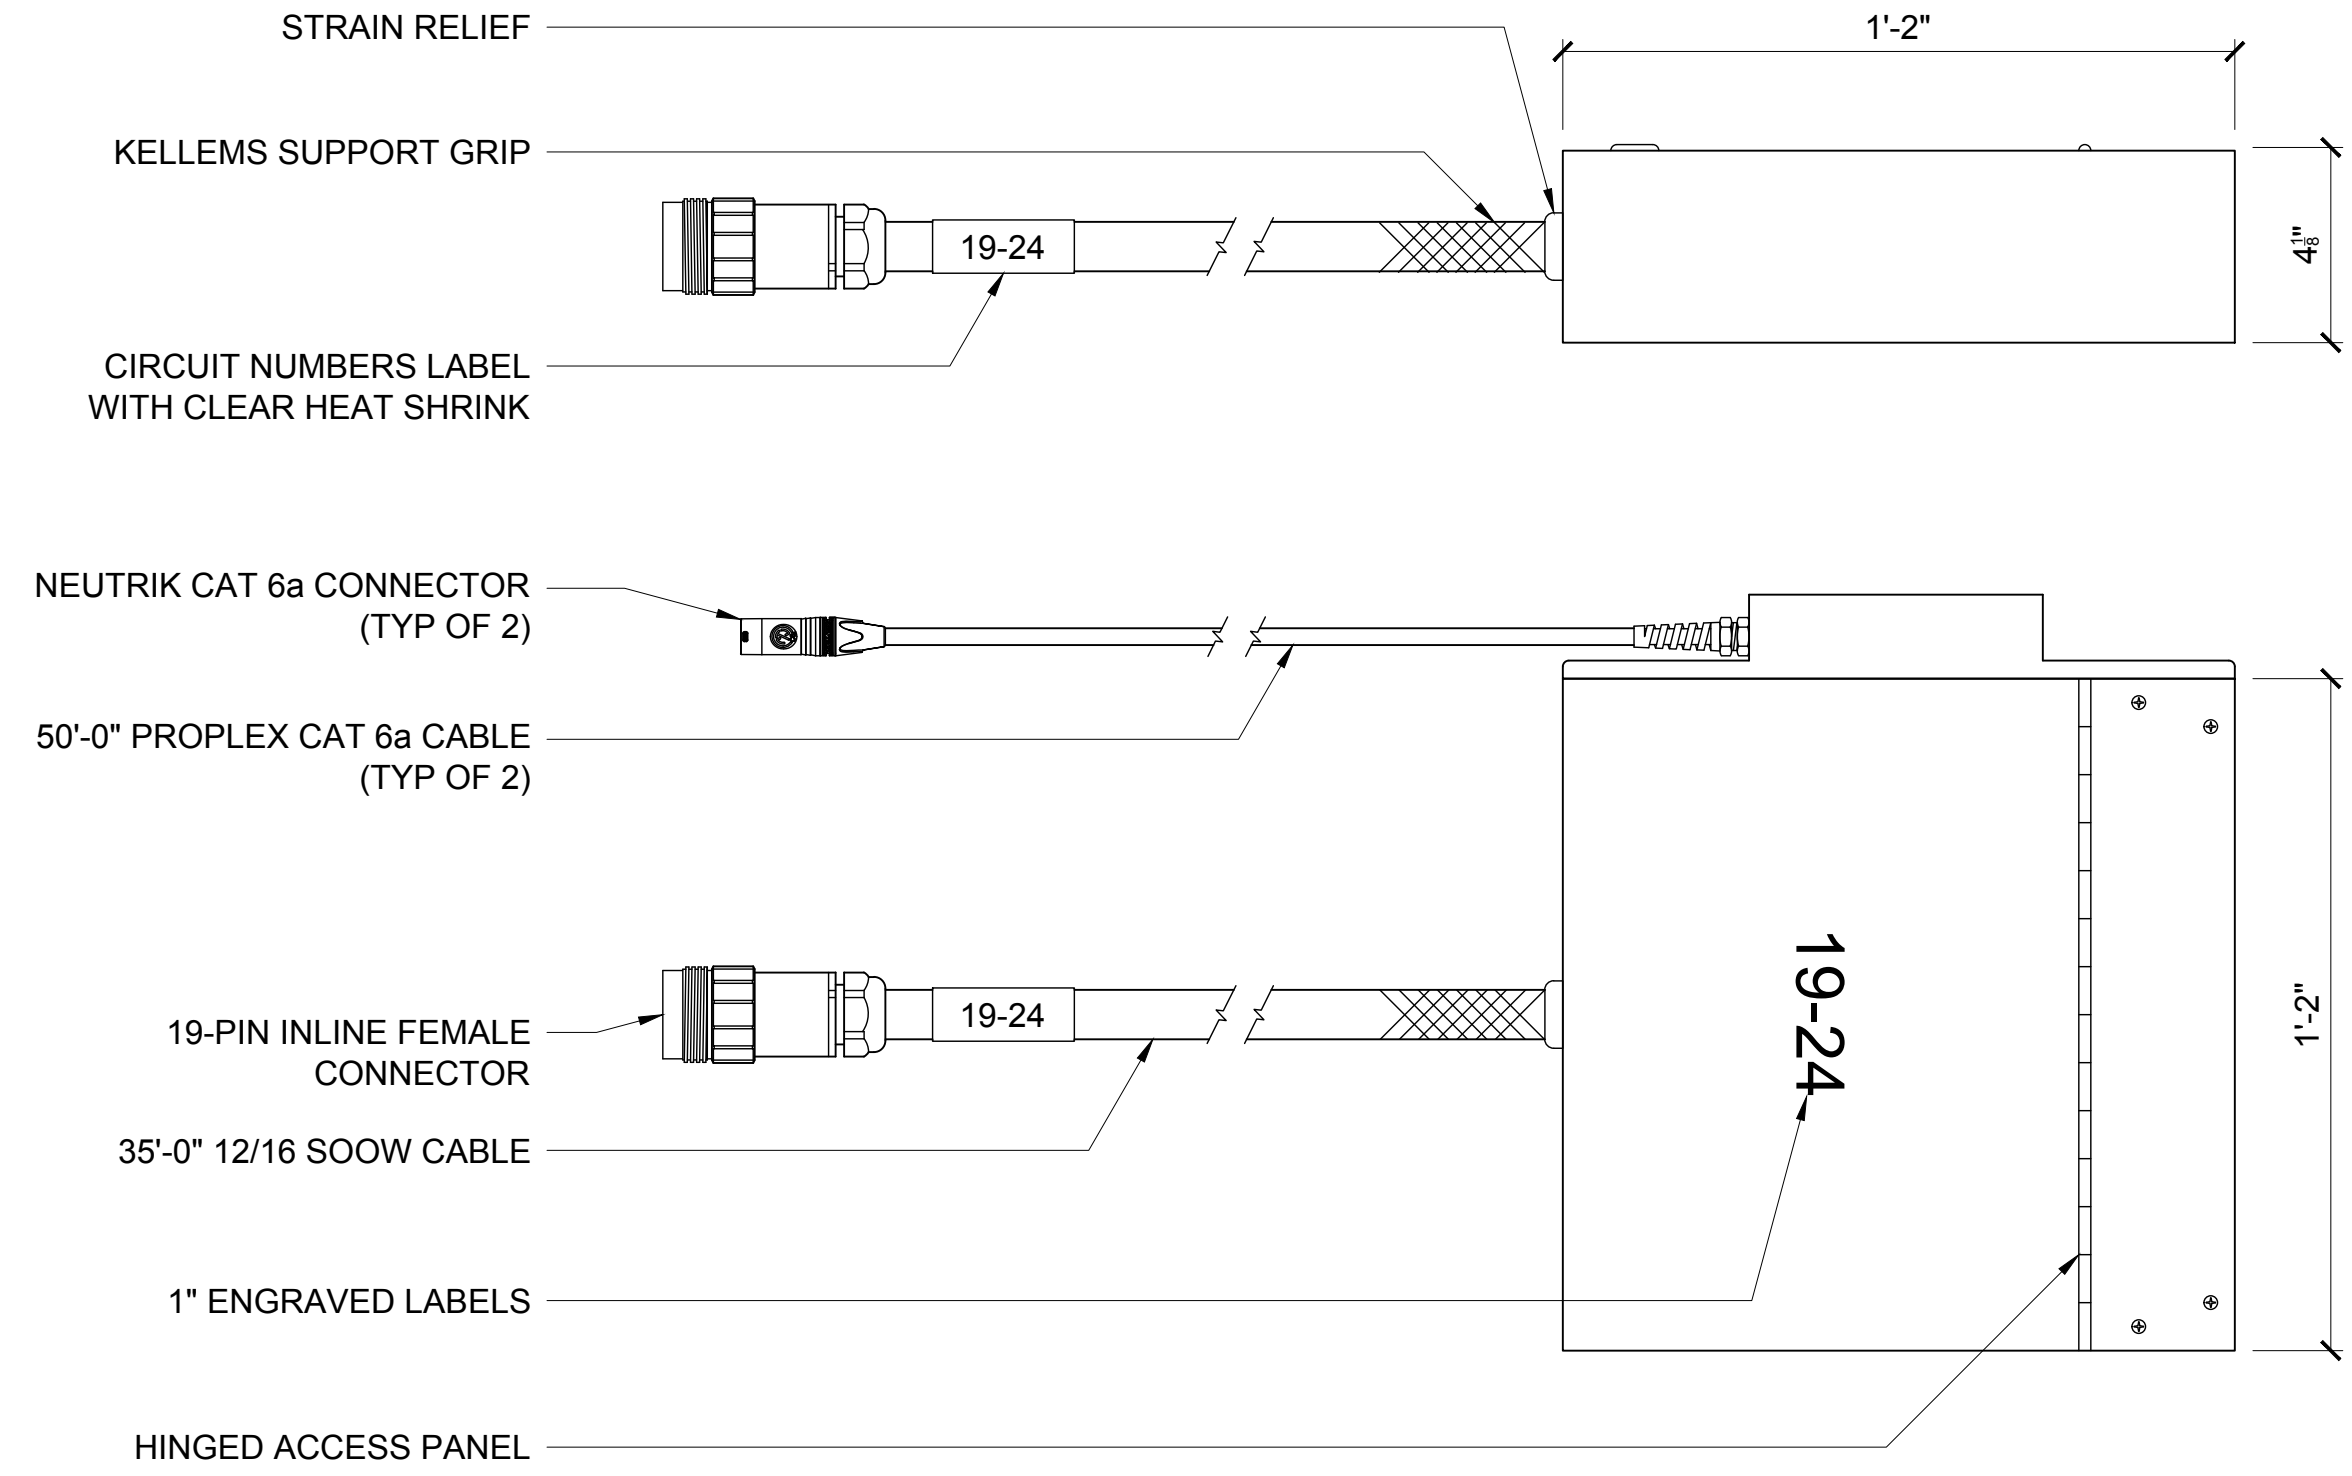 STRAIN RELIEF
1'-2"
KELLEMS SUPPORT GRIP
19-24
4 1/8"
CIRCUIT NUMBERS LABEL
WITH CLEAR HEAT SHRINK
NEUTRIK CAT 6a CONNECTOR
(TYP OF 2)
50'-0" PROPLEX CAT 6a CABLE
(TYP OF 2)
19-24
19-24
1'-2"
19-PIN INLINE FEMALE
CONNECTOR
35'-0" 12/16 SOOW CABLE
1" ENGRAVED LABELS
HINGED ACCESS PANEL